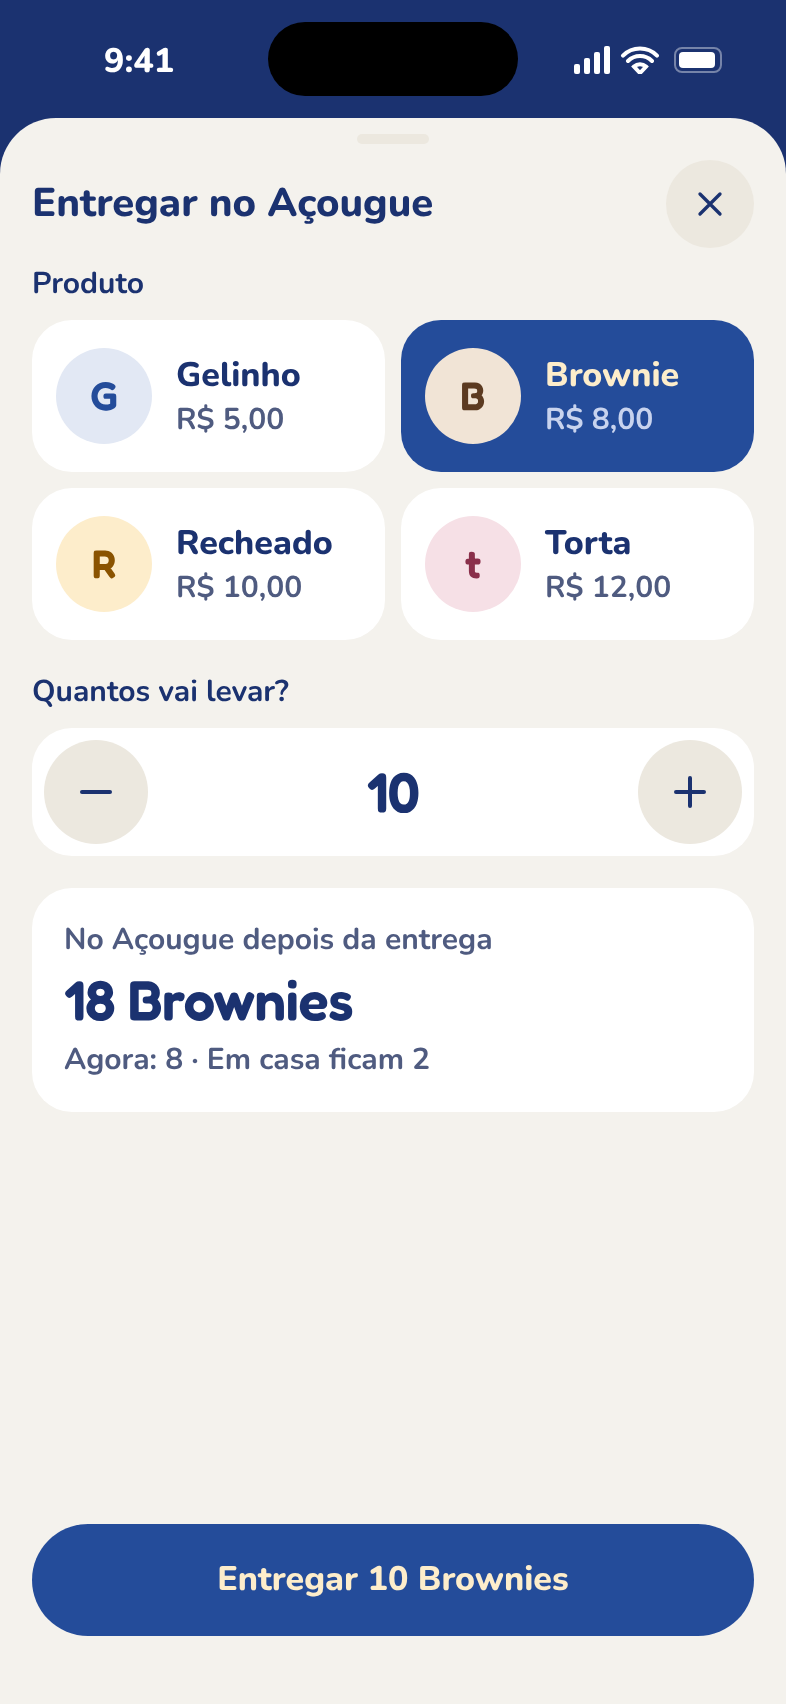 9:41
Entregar no Açougue
Produto
G
Gelinho
R$ 5,00
B
Brownie
R$ 8,00
R
Recheado
R$ 10,00
t
Torta
R$ 12,00
Quantos vai levar?
10
No Açougue depois da entrega
18 Brownies
Agora: 8 · Em casa ficam 2
Entregar 10 Brownies